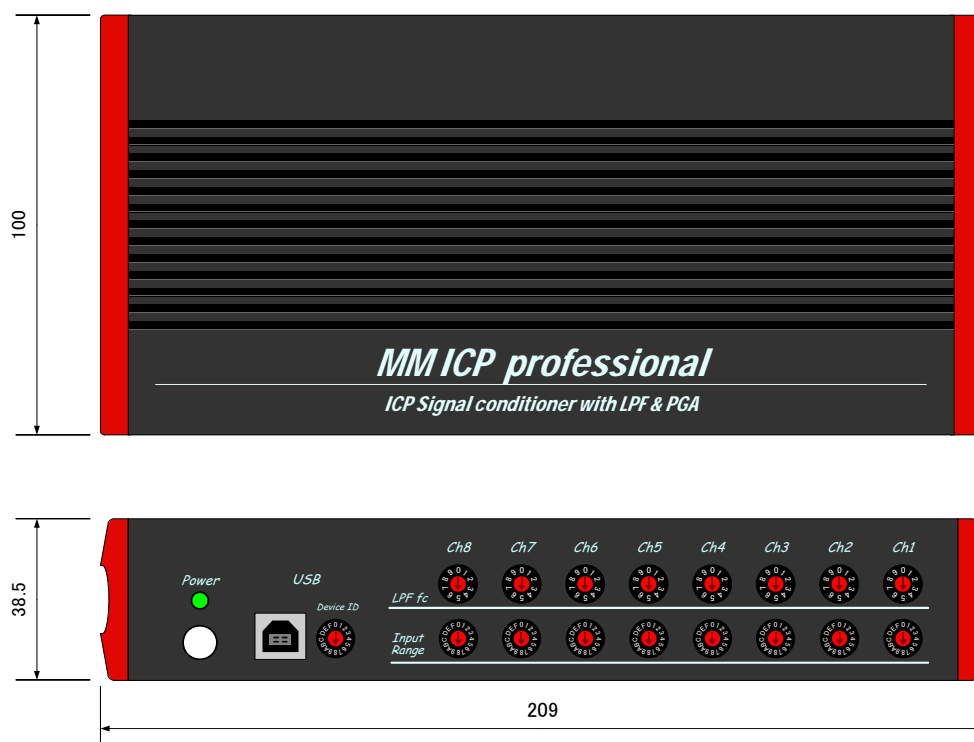 100
MM ICP professional
ICP Signal conditioner with LPF & PGA
38.5
Ch8 Ch7 Ch6 Ch5 Ch4 Ch3 Ch2 Ch1
Power
USB
LPF fc
Device ID
Input
Range
209